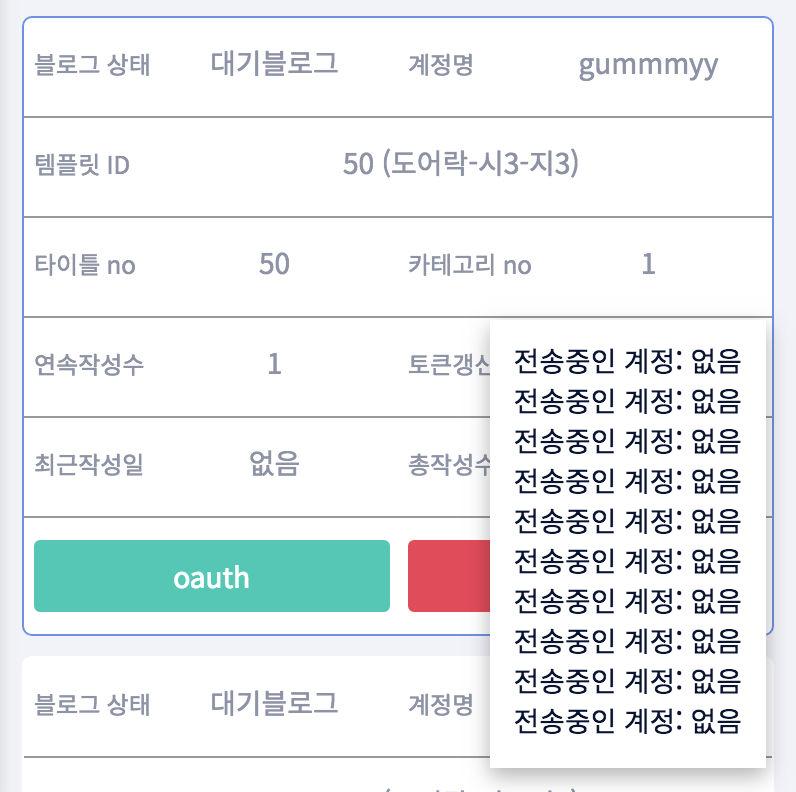 블로그 상태 대기블로그 계정명 gummmyy
템플릿 ID 50 (도어락-시3-지3)
타이틀 no 50 카테고리 no 1
연속작성수 1 토큰갱신
최근작성일 없음 총작성수
oauth
전송중인 계정: 없음
전송중인 계정: 없음
전송중인 계정: 없음
전송중인 계정: 없음
전송중인 계정: 없음
전송중인 계정: 없음
전송중인 계정: 없음
전송중인 계정: 없음
전송중인 계정: 없음
전송중인 계정: 없음
블로그 상태 대기블로그 계정명